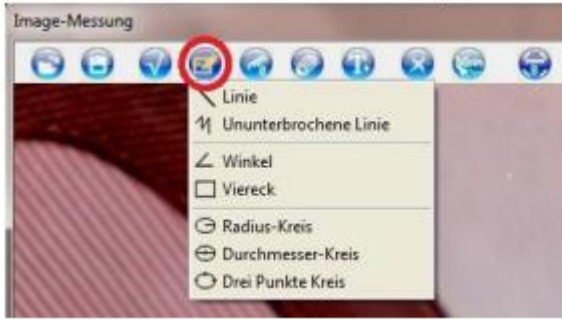 Image-Messung
Linie
Ununterbrochene Linie
Winkel
Viereck
Radius-Kreis
Durchmesser-Kreis
Drei Punkte Kreis